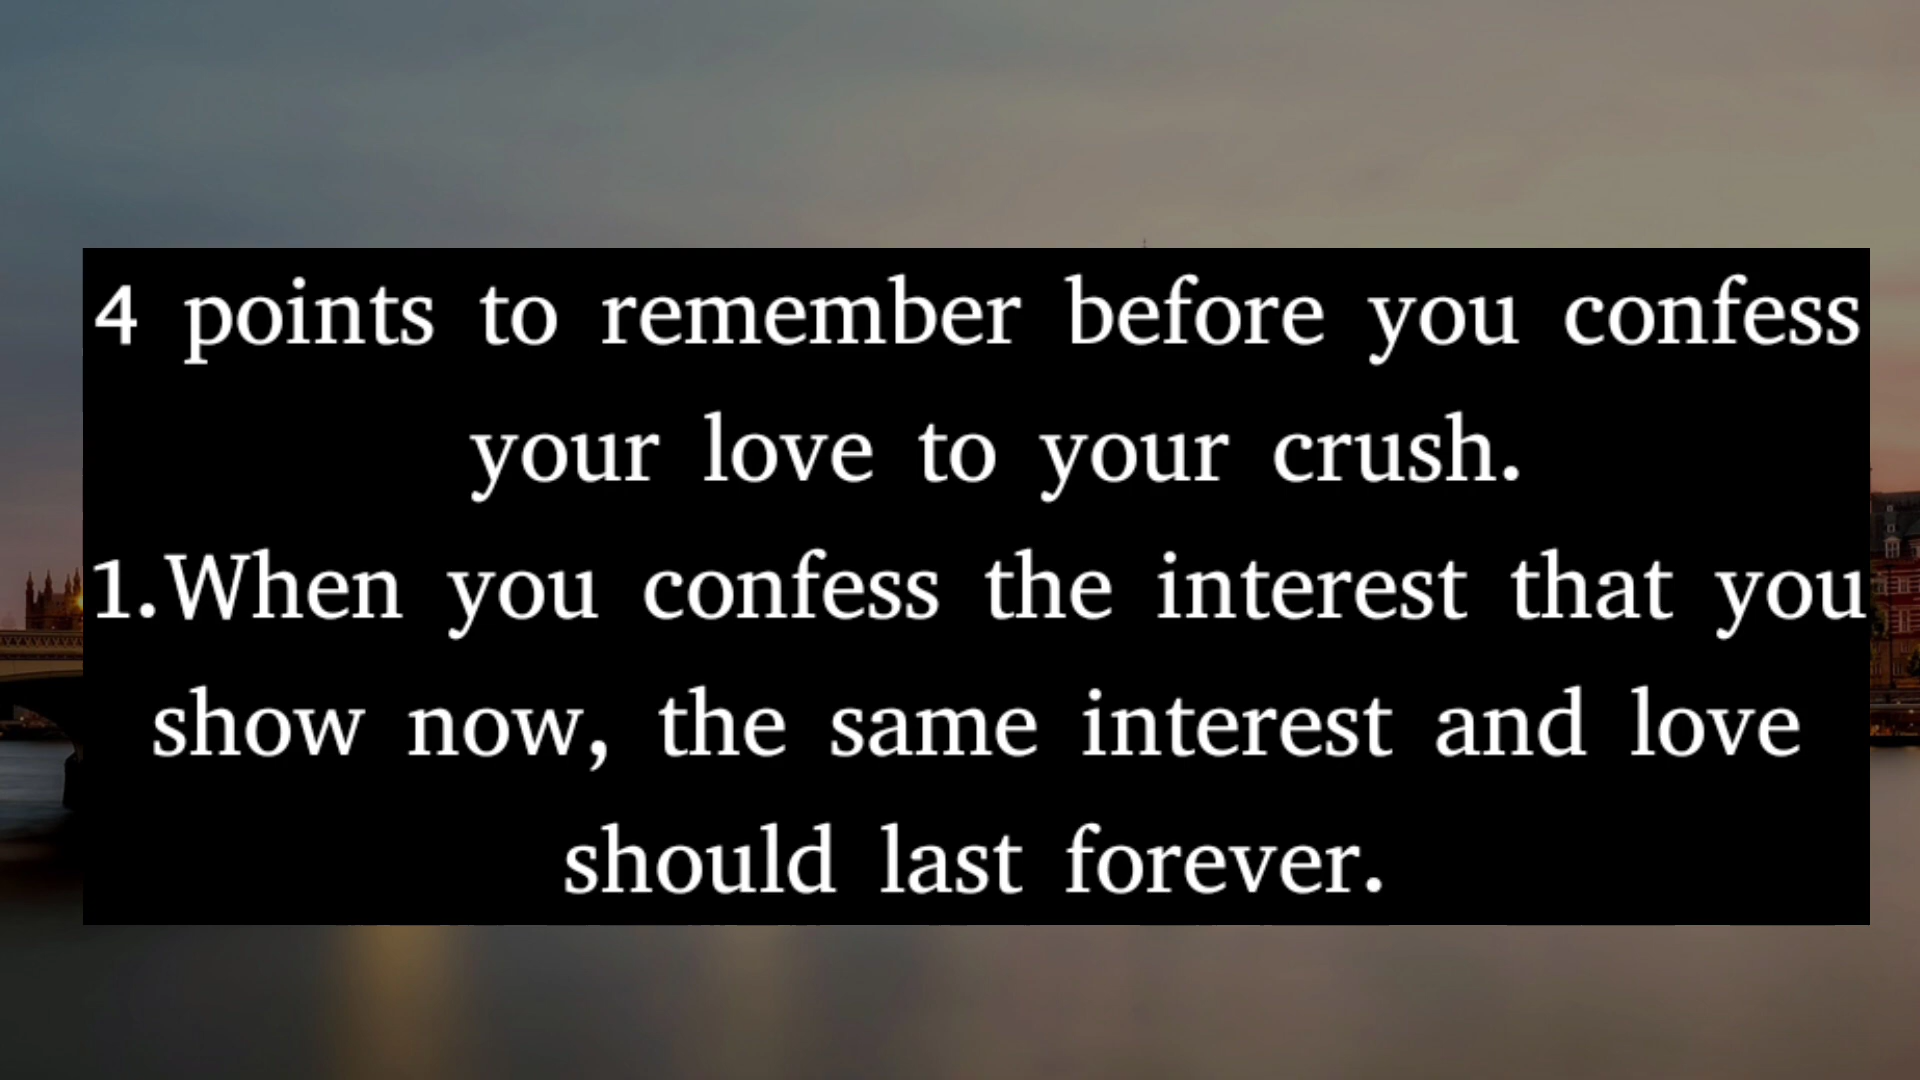 4 points to remember before you confess
your love to your crush.
1.When you confess the interest that you
show now, the same interest and love
should last forever.